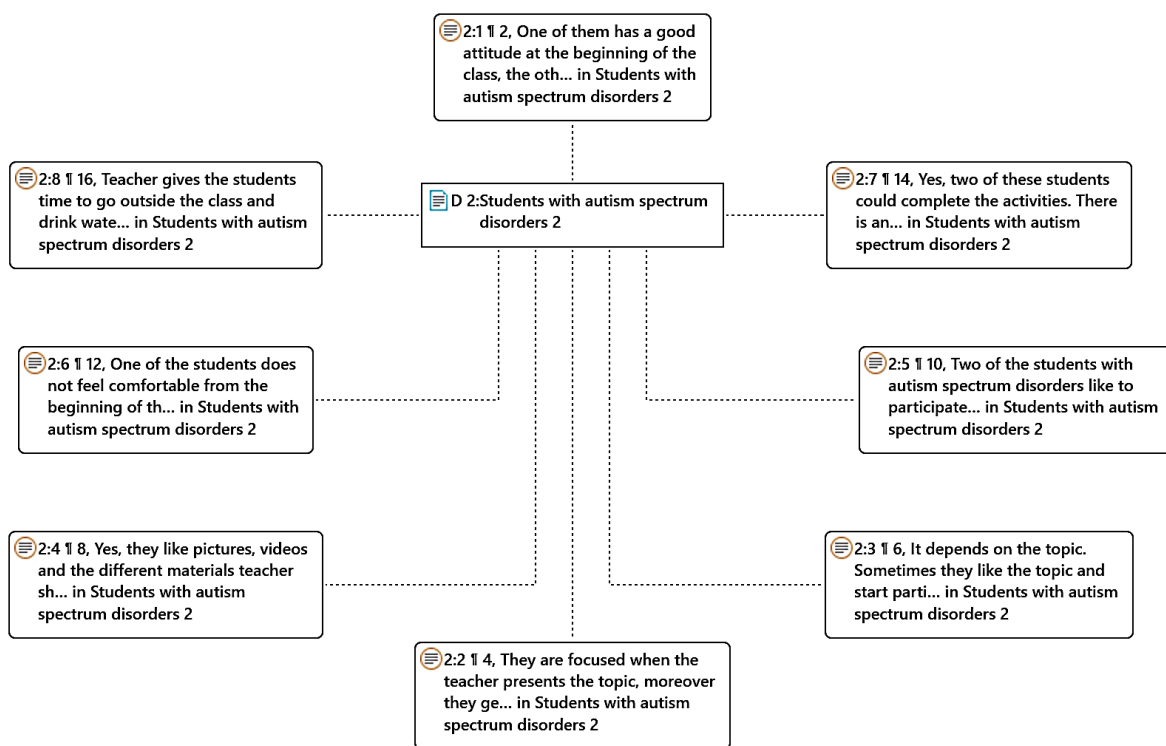 2:1 ¶ 2, One of them has a good
attitude at the beginning of the
class, the oth... in Students with
autism spectrum disorders 2
2:8 ¶ 16, Teacher gives the students
time to go outside the class and
drink wate... in Students with autism
spectrum disorders 2
D 2:Students with autism spectrum
disorders 2
2:7 ¶ 14, Yes, two of these students
could complete the activities. There
is an... in Students with autism
spectrum disorders 2
2:6 ¶ 12, One of the students does
not feel comfortable from the
beginning of th... in Students with
autism spectrum disorders 2
2:5 ¶ 10, Two of the students with
autism spectrum disorders like to
participate... in Students with autism
spectrum disorders 2
2:4 ¶ 8, Yes, they like pictures, videos
and the different materials teacher
sh... in Students with autism
spectrum disorders 2
2:3 ¶ 6, It depends on the topic.
Sometimes they like the topic and
start parti... in Students with autism
spectrum disorders 2
2:2 ¶ 4, They are focused when the
teacher presents the topic, moreover
they ge... in Students with autism
spectrum disorders 2